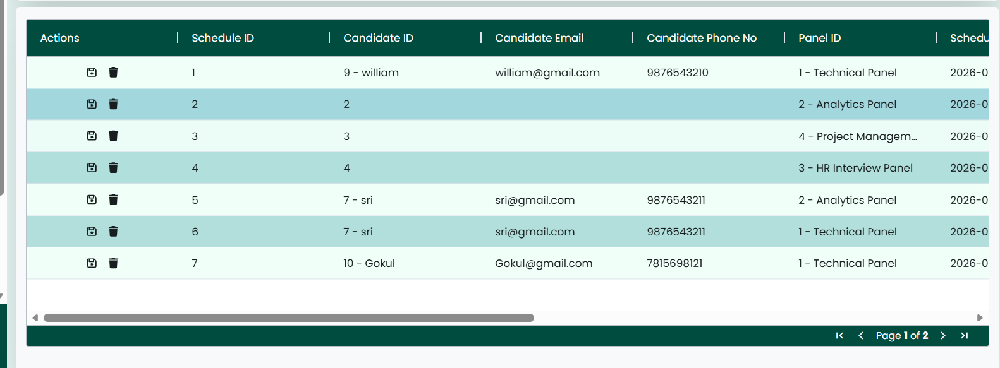 Actions | Schedule ID | Candidate ID | Candidate Email | Candidate Phone No | Panel ID | Schedu
1 9 - william william@gmail.com 9876543210 1 - Technical Panel 2026-0
2 2 2 - Analytics Panel 2026-0
3 3 4 - Project Managem... 2026-0
4 4 3 - HR Interview Panel 2026-0
5 7 - sri sri@gmail.com 9876543211 2 - Analytics Panel 2026-0
6 7 - sri sri@gmail.com 9876543211 1 - Technical Panel 2026-0
7 10 - Gokul Gokul@gmail.com 7815698121 1 - Technical Panel 2026-0
Page 1 of 2